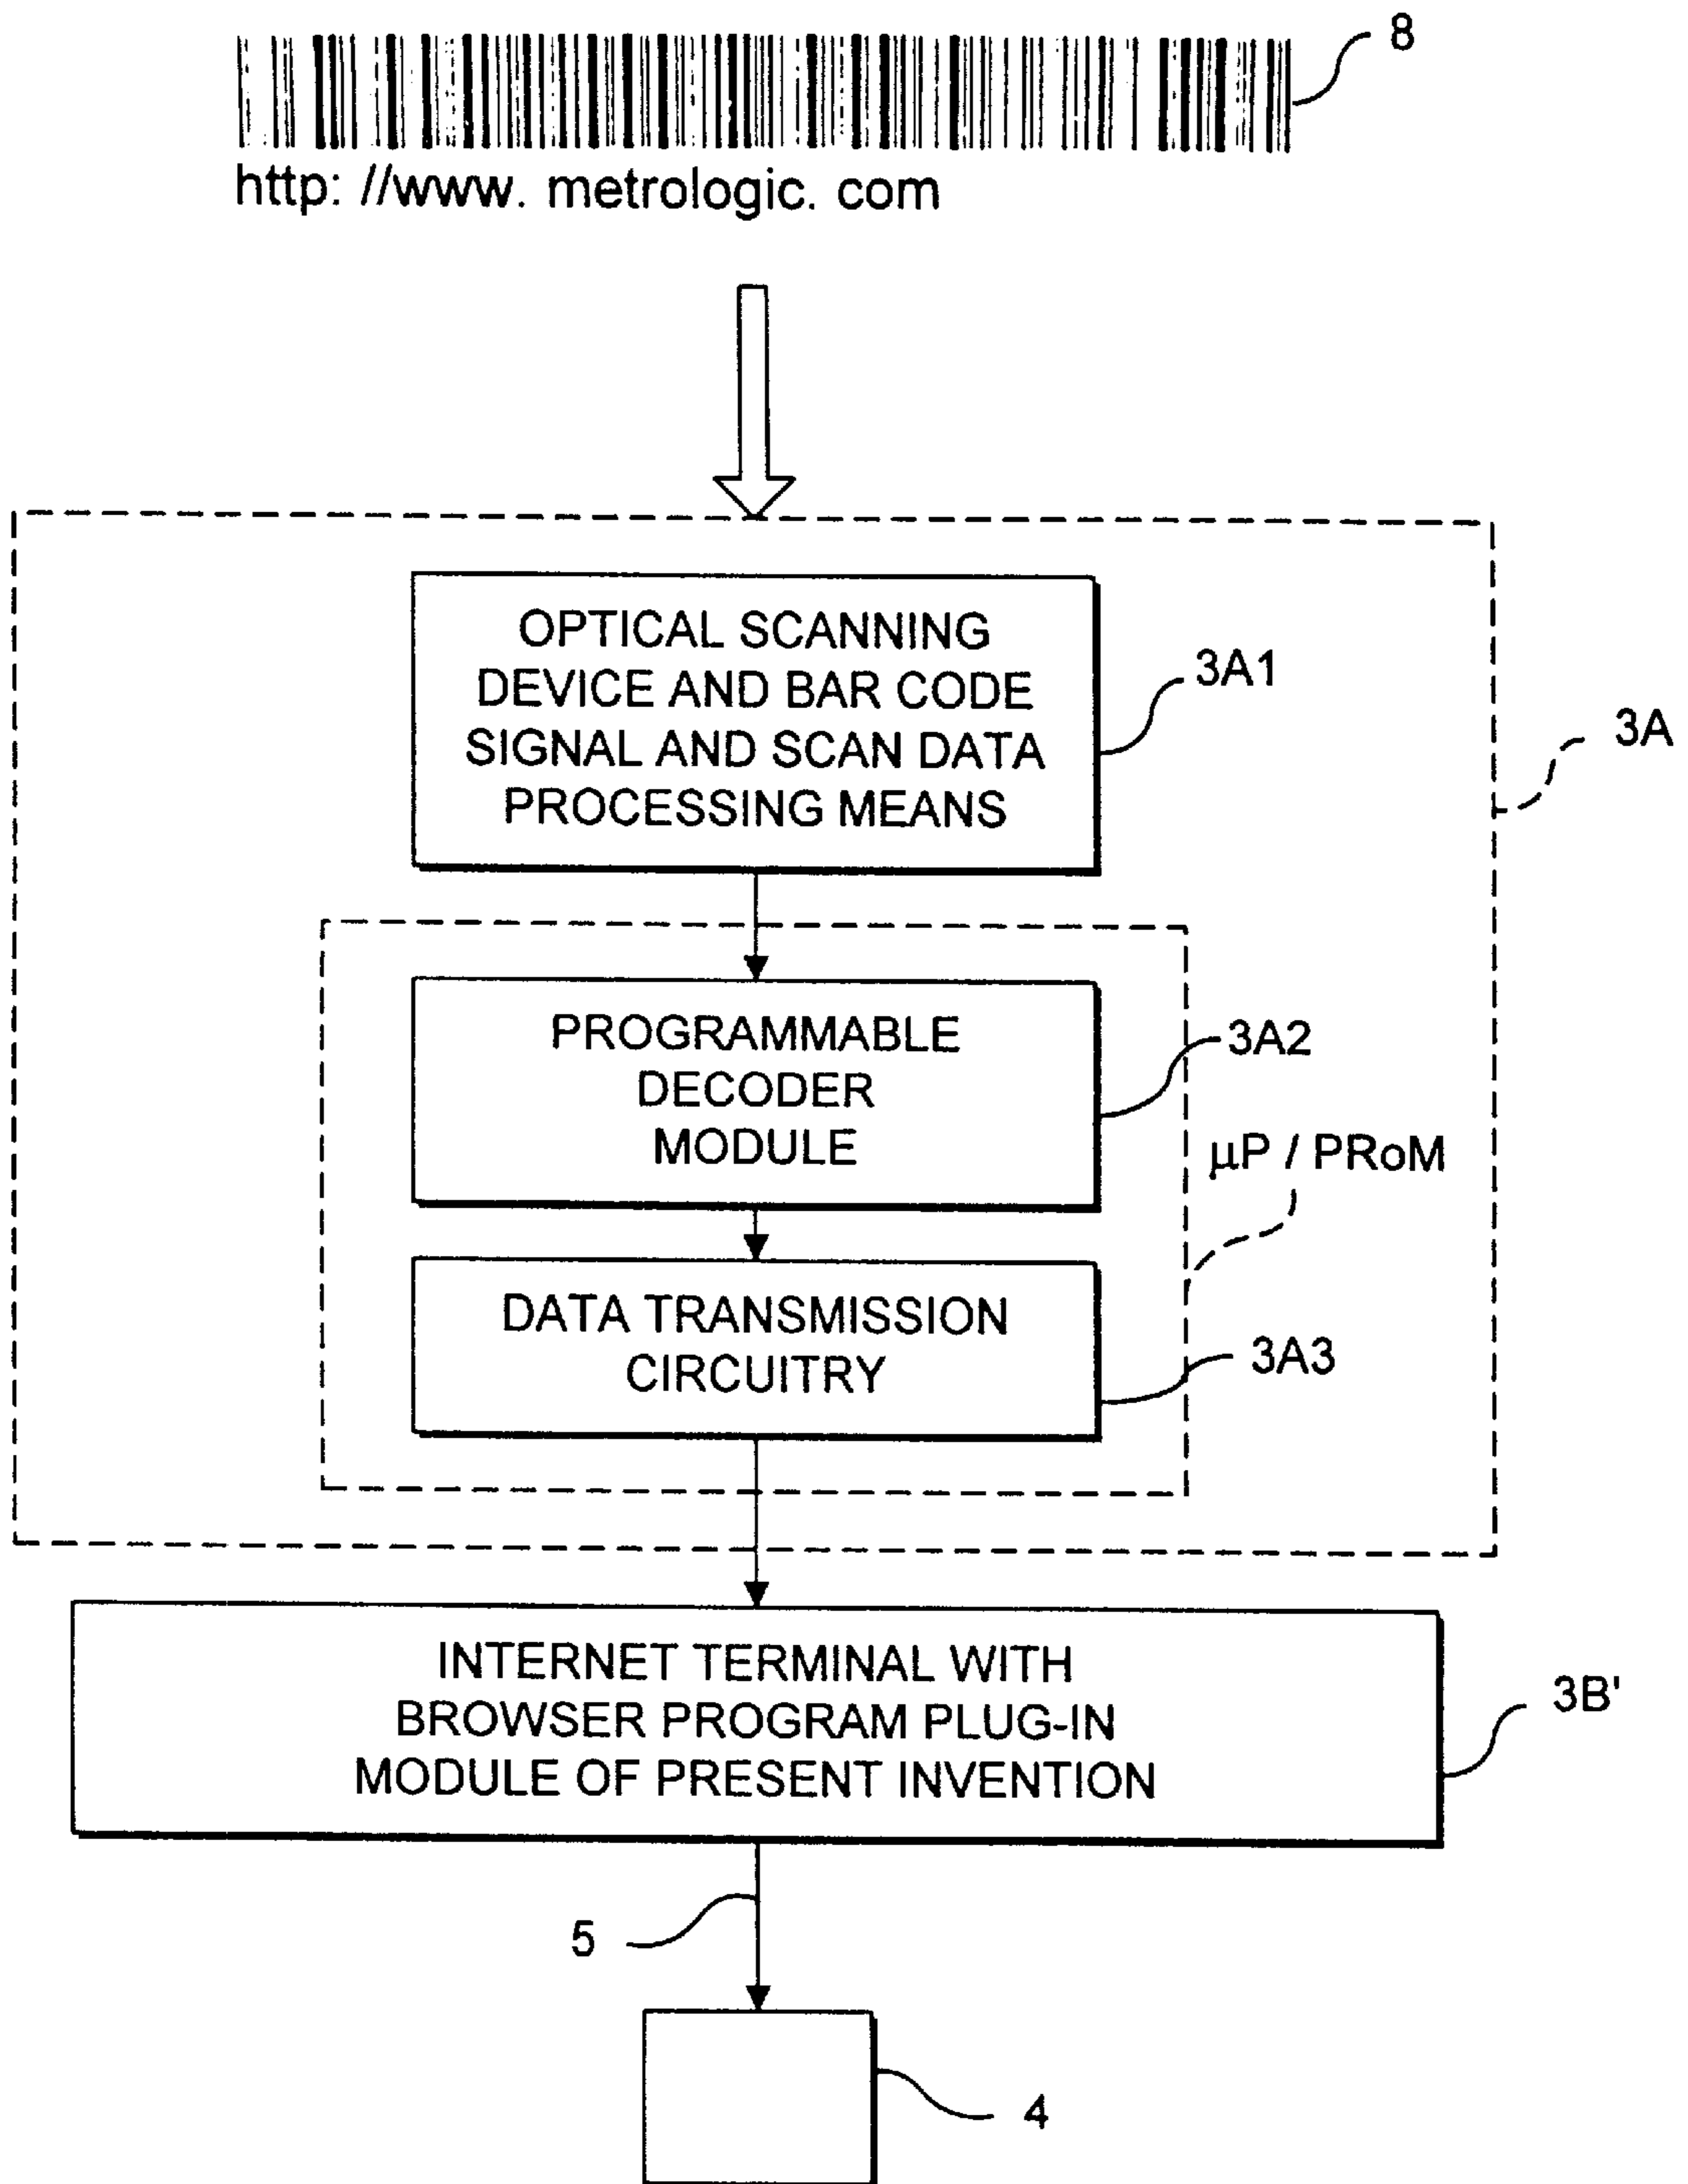 8
http: //www. metrologic. com
OPTICAL SCANNING
DEVICE AND BAR CODE
SIGNAL AND SCAN DATA
PROCESSING MEANS
3A1
3A
PROGRAMMABLE
DECODER
MODULE
3A2
µP / PRoM
DATA TRANSMISSION
CIRCUITRY
3A3
INTERNET TERMINAL WITH
BROWSER PROGRAM PLUG-IN
MODULE OF PRESENT INVENTION
3B'
5
4